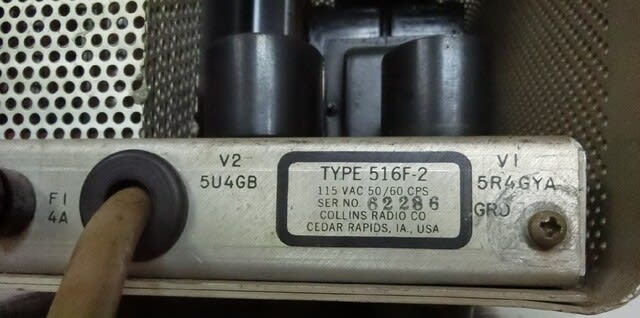 F1
4A
V2
5U4GB
TYPE 516F-2
115 VAC 50/60 CPS
SER NO. 62286
COLLINS RADIO CO
CEDAR RAPIDS, IA., USA
V1
5R4GYA
GRD